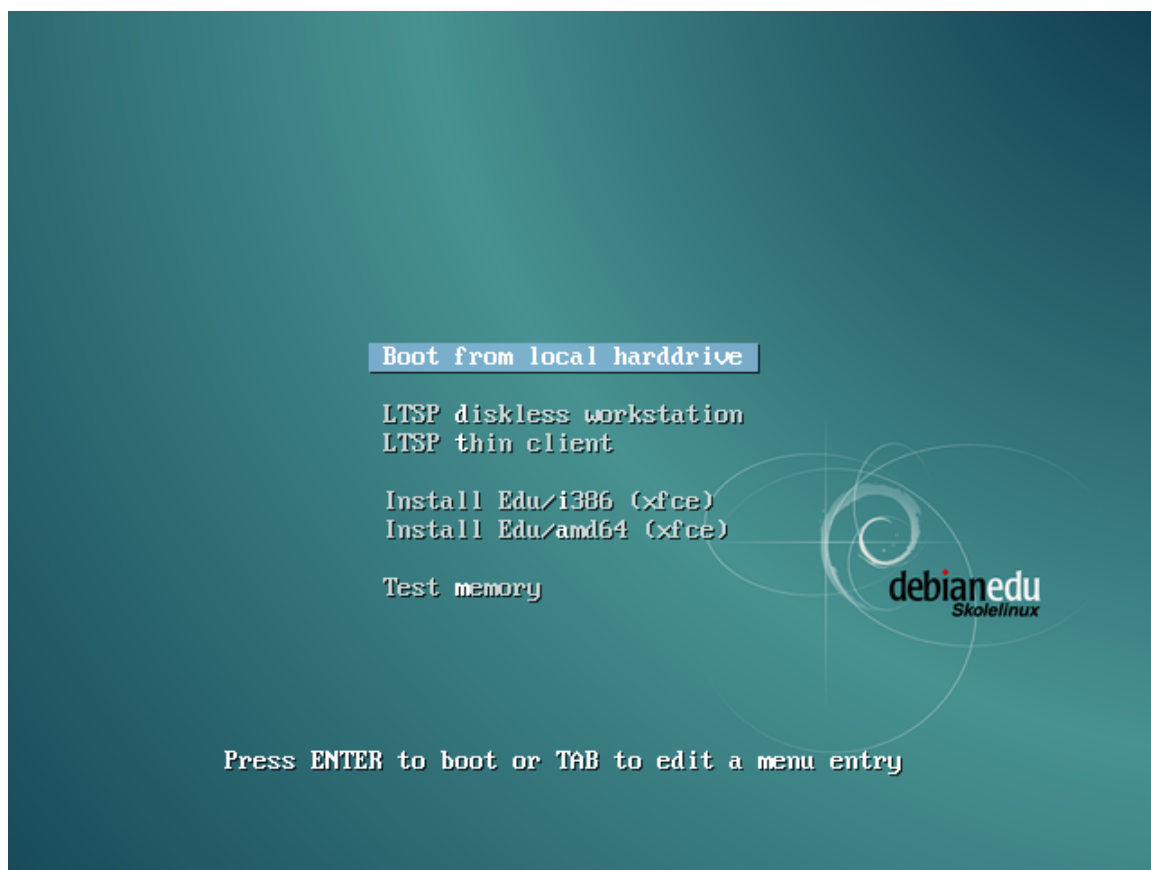 Boot from local harddrive
LTSP diskless workstation
LTSP thin client
Install Edu/i386 (xfce)
Install Edu/amd64 (xfce)
Test memory
debianedu
Skolelinux
Press ENTER to boot or TAB to edit a menu entry